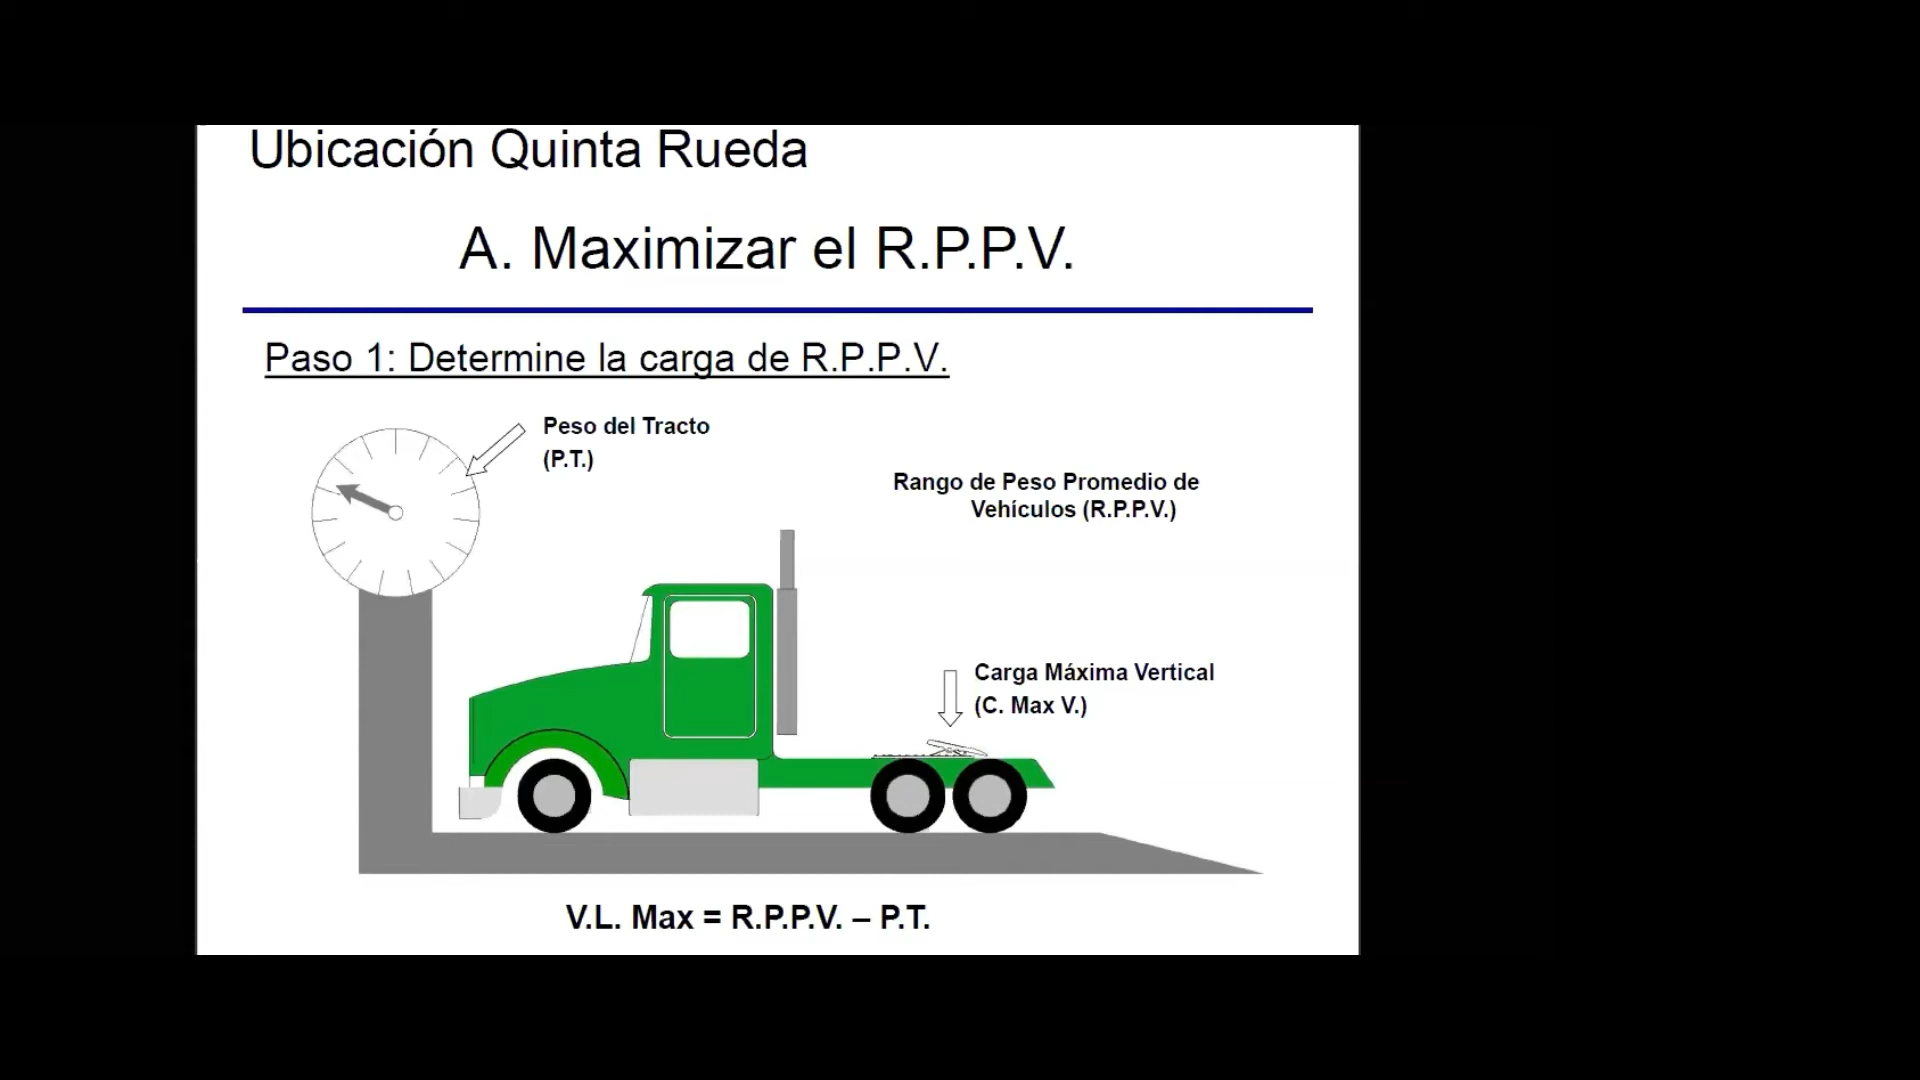 Ubicación Quinta Rueda
A. Maximizar el R.P.P.V.
Paso 1: Determine la carga de R.P.P.V.
Peso del Tracto
(P.T.)
Rango de Peso Promedio de
Vehículos (R.P.P.V.)
Carga Máxima Vertical
(C. Max V.)
V.L. Max = R.P.P.V. – P.T.